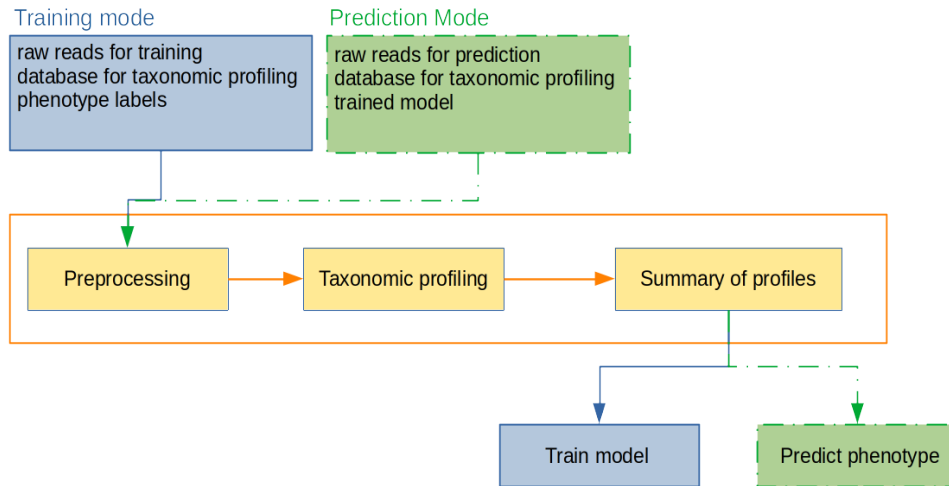 Training mode
raw reads for training
database for taxonomic profiling
phenotype labels
Prediction Mode
raw reads for prediction
database for taxonomic profiling
trained model
Preprocessing
Taxonomic profiling
Summary of profiles
Train model
Predict phenotype